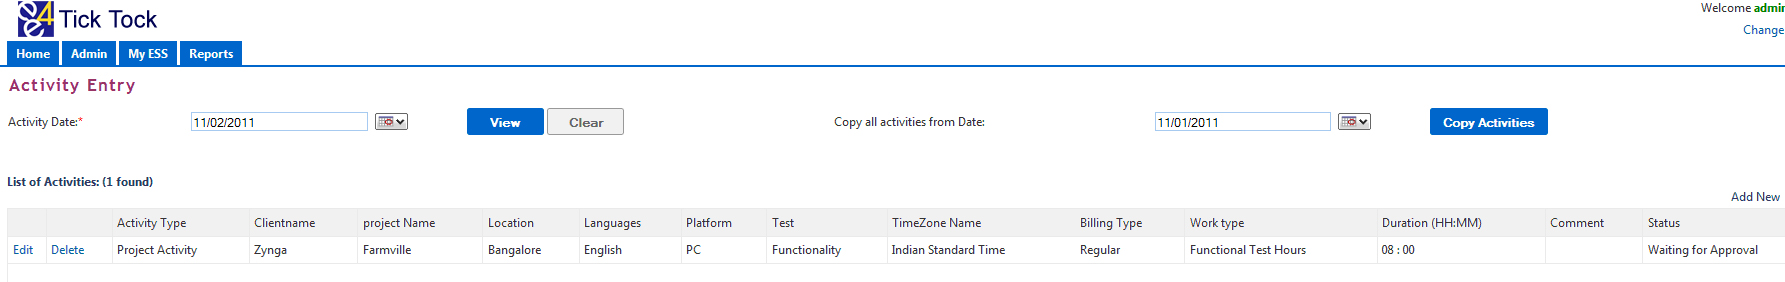 e4e Tick Tock
Welcome admin
Change
Home Admin My ESS Reports
Activity Entry
Activity Date:* 11/02/2011 View Clear Copy all activities from Date: 11/01/2011 Copy Activities
List of Activities: (1 found)
Add New
Activity Type Clientname project Name Location Languages Platform Test TimeZone Name Billing Type Work type Duration (HH:MM) Comment Status
Edit Delete Project Activity Zynga Farmville Bangalore English PC Functionality Indian Standard Time Regular Functional Test Hours 08 : 00 Waiting for Approval